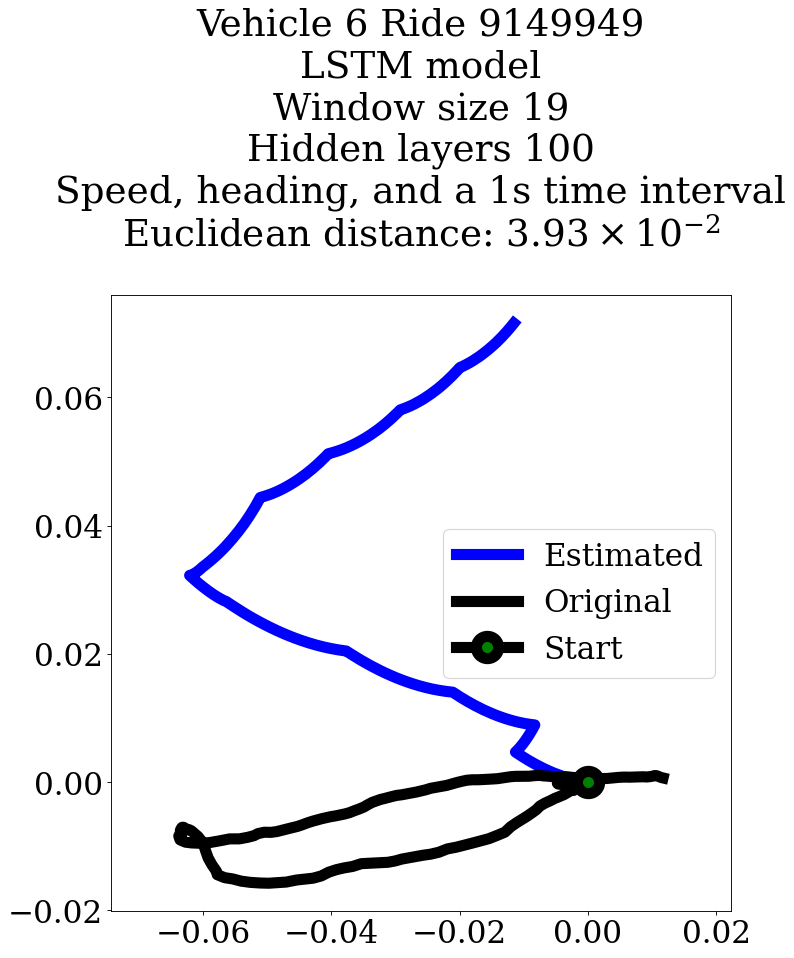 Vehicle 6 Ride 9149949
LSTM model
Window size 19
Hidden layers 100
Speed, heading, and a 1s time interval
Euclidean distance: 3.93 × 10⁻²
0.06
0.04
0.02
0.00
−0.02
Estimated
Original
Start
−0.06 −0.04 −0.02 0.00 0.02